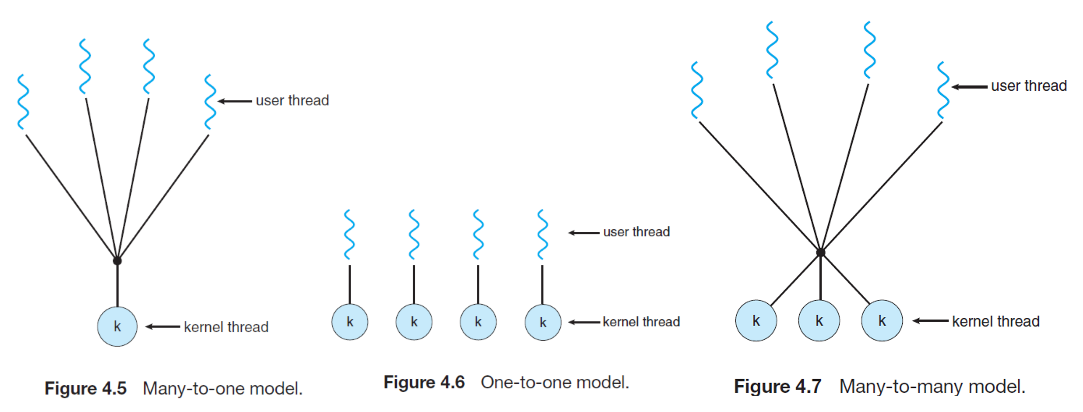 user thread
k
kernel thread
Figure 4.5 Many-to-one model.
user thread
k k k k
kernel thread
Figure 4.6 One-to-one model.
user thread
k k k
kernel thread
Figure 4.7 Many-to-many model.